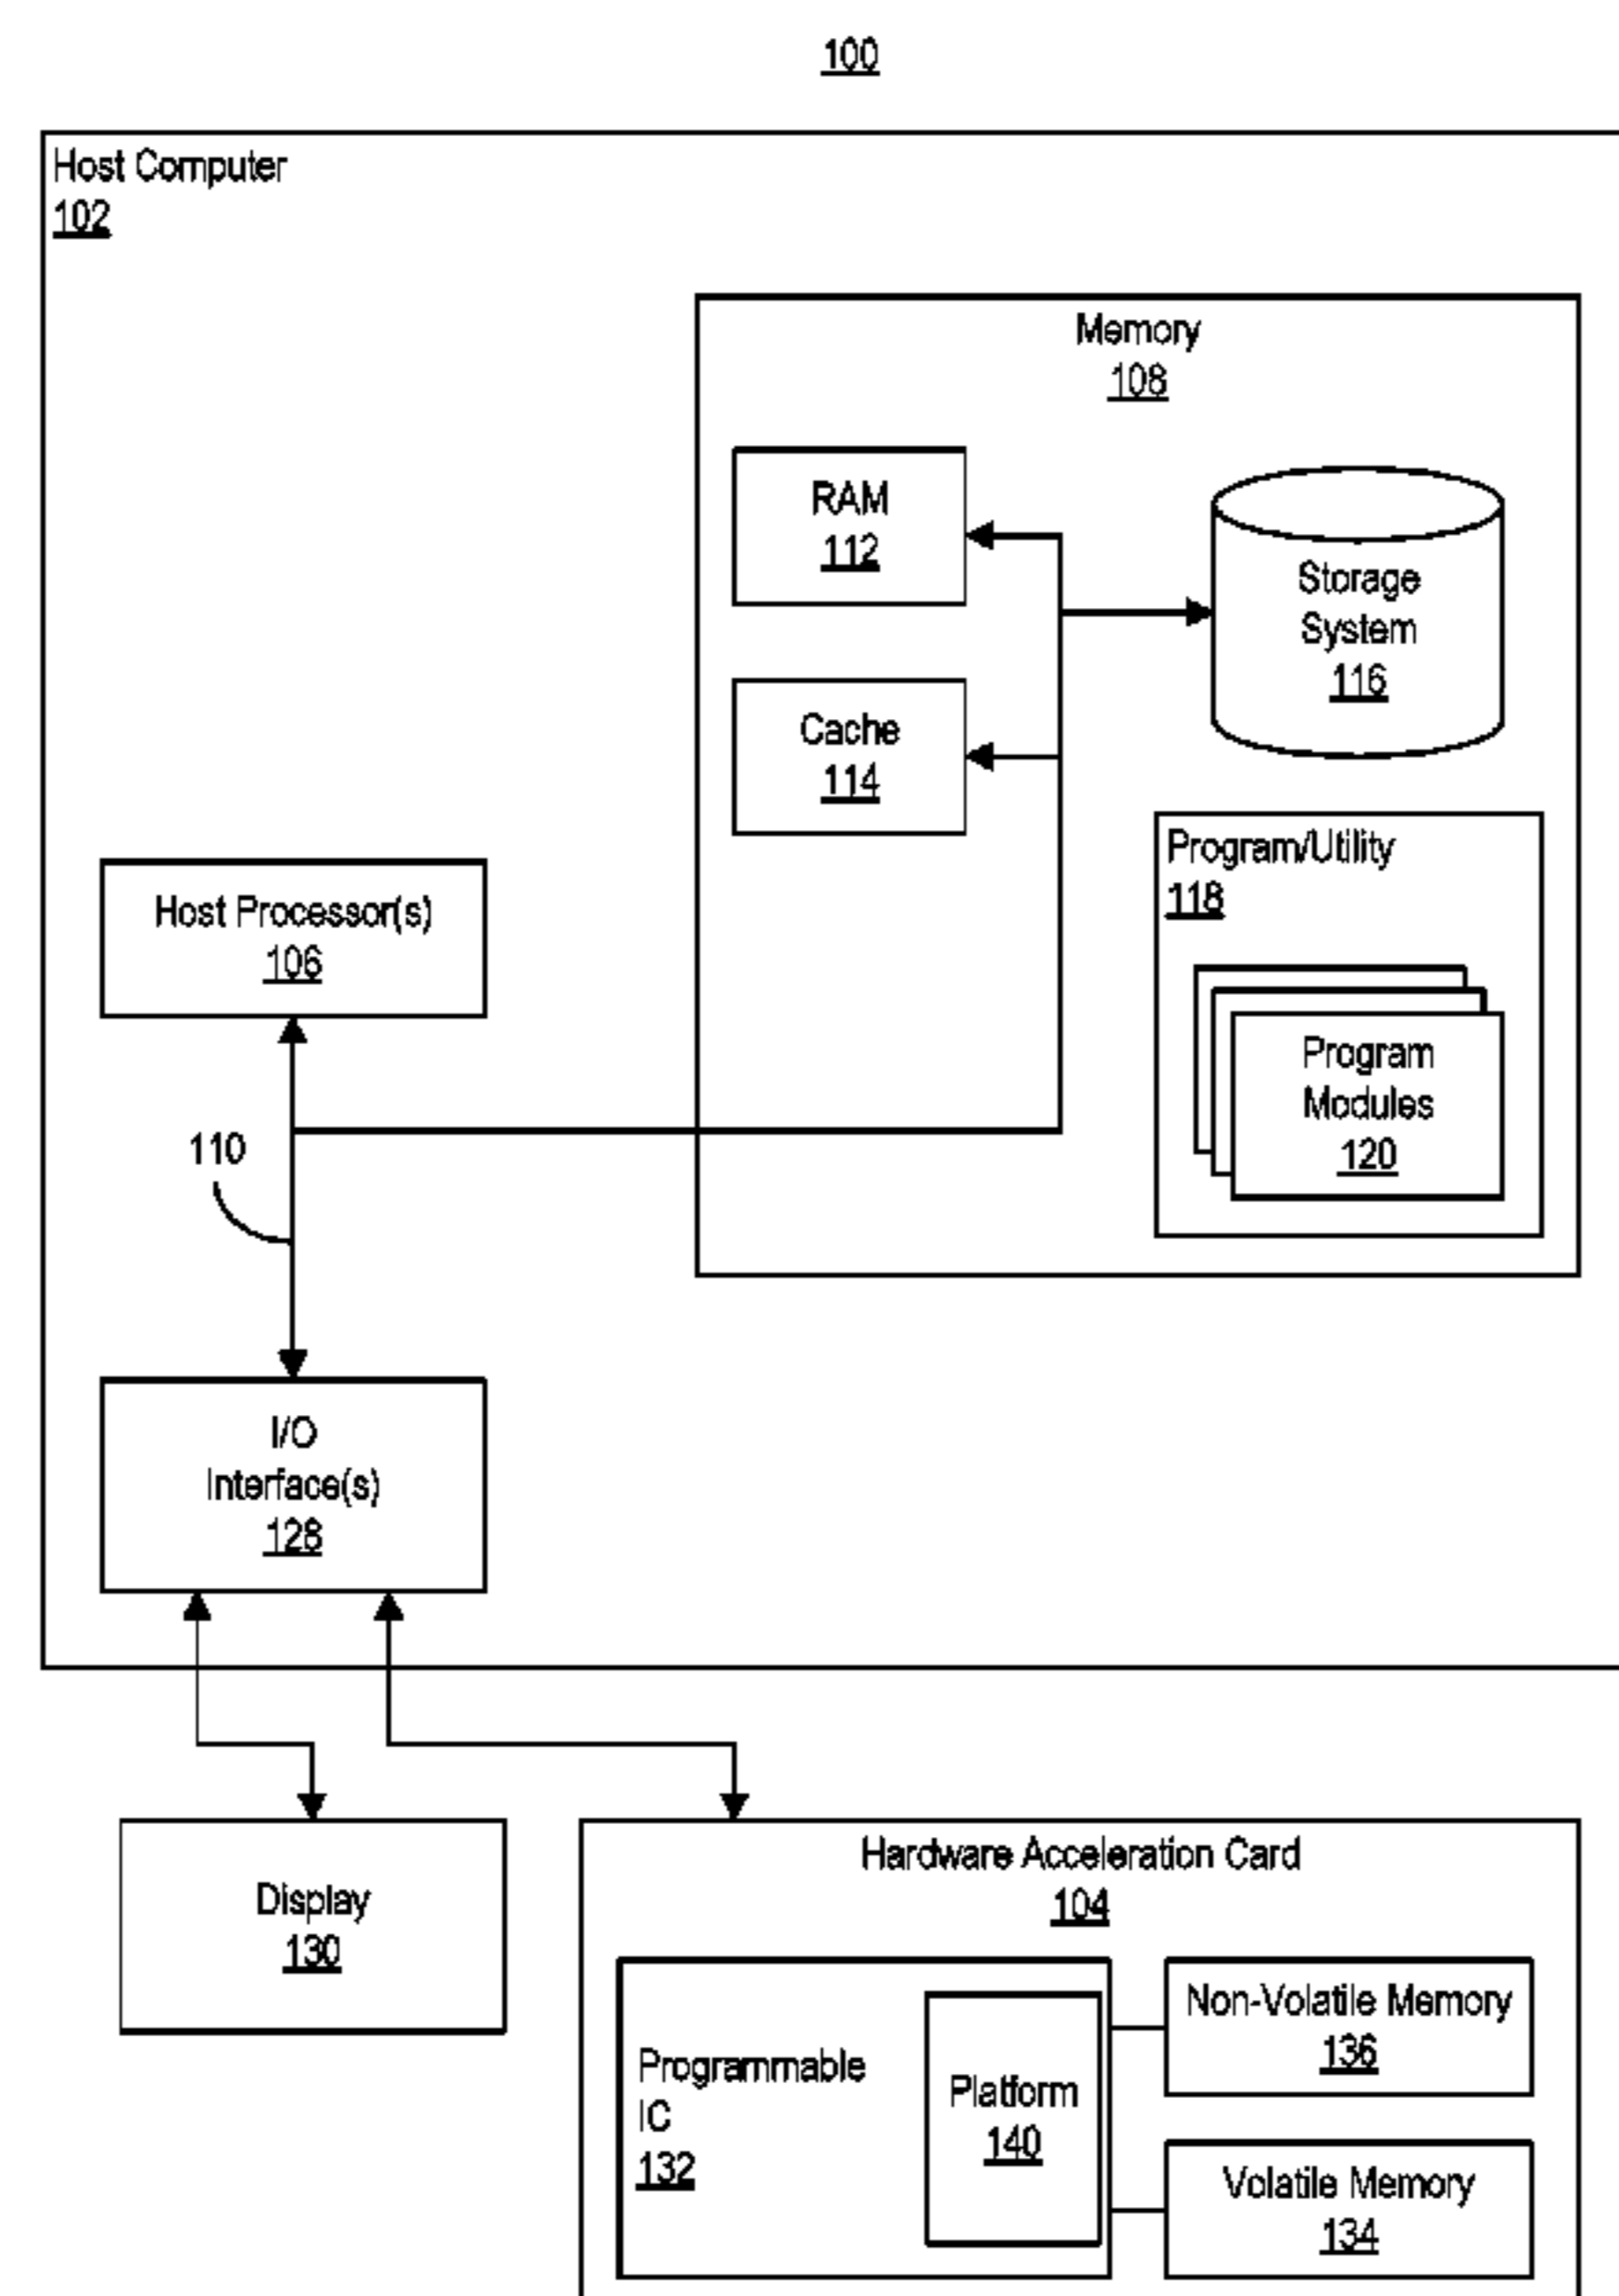 100
Host Computer
102
Memory
108
RAM
112
Storage
System
116
Cache
114
Program/Utility
118
Host Processor(s)
106
Program
Modules
120
110
I/O
Interface(s)
128
Display
130
Hardware Acceleration Card
104
Programmable
IC
132
Platform
140
Non-Volatile Memory
136
Volatile Memory
134